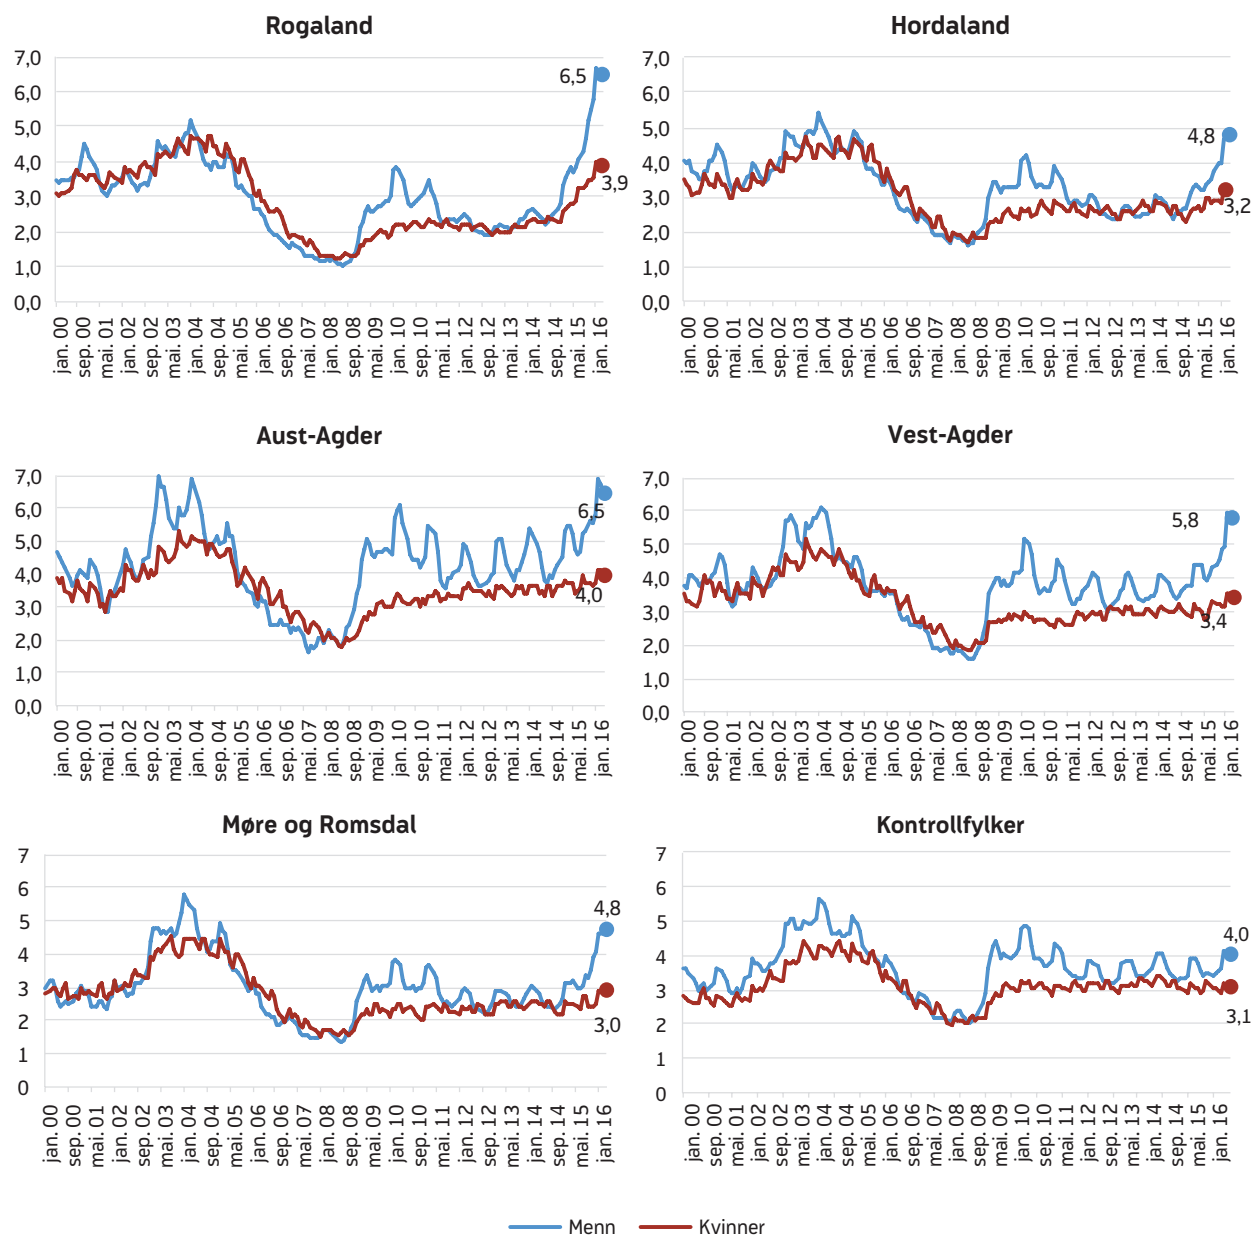 Rogaland
7,0
6,0
5,0
4,0
3,0
2,0
1,0
0,0
6,5
3,9
jan. 00
sep. 00
mai. 01
jan. 02
sep. 02
mai. 03
jan. 04
sep. 04
mai. 05
jan. 06
sep. 06
mai. 07
jan. 08
sep. 08
mai. 09
jan. 10
sep. 10
mai. 11
jan. 12
sep. 12
mai. 13
jan. 14
sep. 14
mai. 15
jan. 16
Hordaland
7,0
6,0
5,0
4,0
3,0
2,0
1,0
0,0
4,8
3,2
jan. 00
sep. 00
mai. 01
jan. 02
sep. 02
mai. 03
jan. 04
sep. 04
mai. 05
jan. 06
sep. 06
mai. 07
jan. 08
sep. 08
mai. 09
jan. 10
sep. 10
mai. 11
jan. 12
sep. 12
mai. 13
jan. 14
sep. 14
mai. 15
jan. 16
Aust-Agder
7,0
6,0
5,0
4,0
3,0
2,0
1,0
0,0
6,5
4,0
jan. 00
sep. 00
mai. 01
jan. 02
sep. 02
mai. 03
jan. 04
sep. 04
mai. 05
jan. 06
sep. 06
mai. 07
jan. 08
sep. 08
mai. 09
jan. 10
sep. 10
mai. 11
jan. 12
sep. 12
mai. 13
jan. 14
sep. 14
mai. 15
jan. 16
Vest-Agder
7,0
6,0
5,0
4,0
3,0
2,0
1,0
0,0
5,8
3,4
jan. 00
sep. 00
mai. 01
jan. 02
sep. 02
mai. 03
jan. 04
sep. 04
mai. 05
jan. 06
sep. 06
mai. 07
jan. 08
sep. 08
mai. 09
jan. 10
sep. 10
mai. 11
jan. 12
sep. 12
mai. 13
jan. 14
sep. 14
mai. 15
jan. 16
Møre og Romsdal
7
6
5
4
3
2
1
0
4,8
3,0
jan. 00
sep. 00
mai. 01
jan. 02
sep. 02
mai. 03
jan. 04
sep. 04
mai. 05
jan. 06
sep. 06
mai. 07
jan. 08
sep. 08
mai. 09
jan. 10
sep. 10
mai. 11
jan. 12
sep. 12
mai. 13
jan. 14
sep. 14
mai. 15
jan. 16
Kontrollfylker
7
6
5
4
3
2
1
0
4,0
3,1
jan. 00
sep. 00
mai. 01
jan. 02
sep. 02
mai. 03
jan. 04
sep. 04
mai. 05
jan. 06
sep. 06
mai. 07
jan. 08
sep. 08
mai. 09
jan. 10
sep. 10
mai. 11
jan. 12
sep. 12
mai. 13
jan. 14
sep. 14
mai. 15
jan. 16
Menn
Kvinner